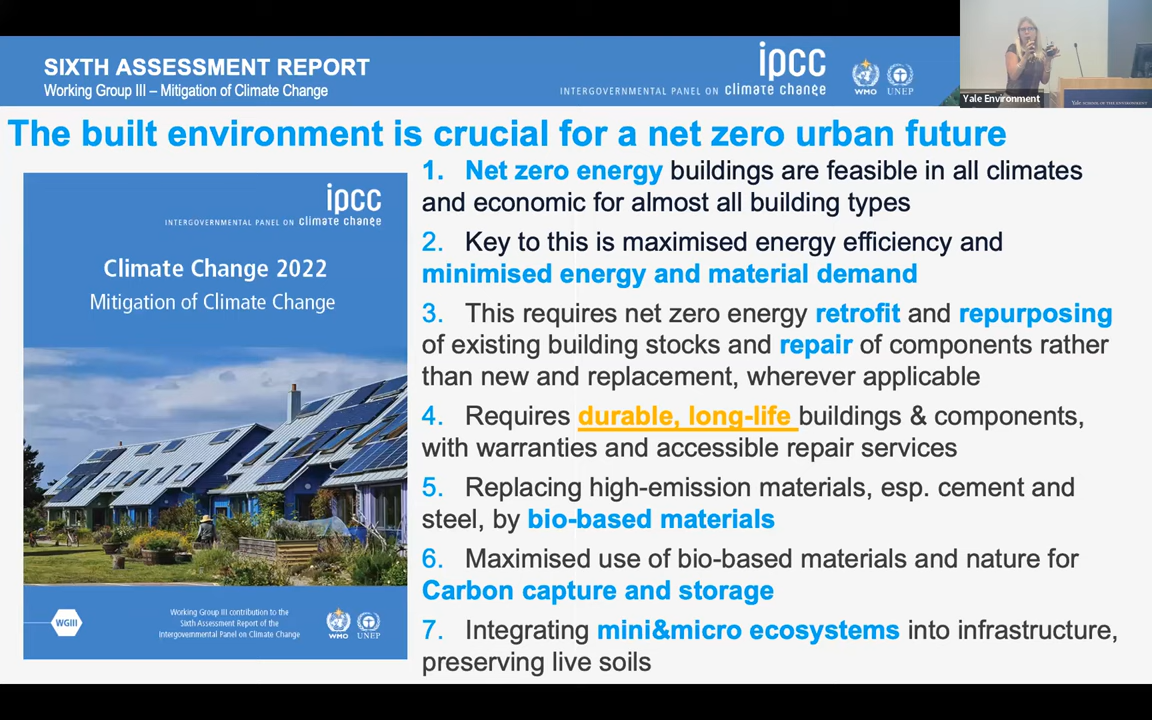 SIXTH ASSESSMENT REPORT
Working Group III – Mitigation of Climate Change
ipcc
INTERGOVERNMENTAL PANEL ON climate change
WMO
UNEP
Yale Environment
YALE SCHOOL OF THE ENVIRONMENT
The built environment is crucial for a net zero urban future
ipcc
INTERGOVERNMENTAL PANEL ON climate change
Climate Change 2022
Mitigation of Climate Change
WGIII
Working Group III contribution to the
Sixth Assessment Report of the
Intergovernmental Panel on Climate Change
WMO
UNEP
1. Net zero energy buildings are feasible in all climates
and economic for almost all building types
2. Key to this is maximised energy efficiency and
minimised energy and material demand
3. This requires net zero energy retrofit and repurposing
of existing building stocks and repair of components rather
than new and replacement, wherever applicable
4. Requires durable, long-life buildings & components,
with warranties and accessible repair services
5. Replacing high-emission materials, esp. cement and
steel, by bio-based materials
6. Maximised use of bio-based materials and nature for
Carbon capture and storage
7. Integrating mini&micro ecosystems into infrastructure,
preserving live soils